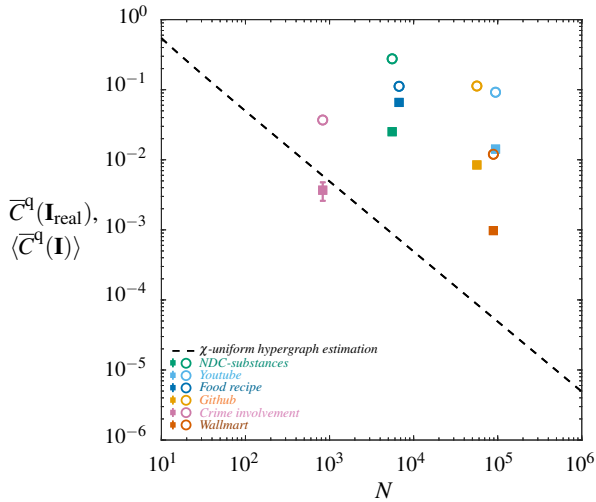 10^0
10^-1
10^-2
10^-3
10^-4
10^-5
10^-6
C̅^q(I_real),
⟨C̅^q(I)⟩
χ-uniform hypergraph estimation
NDC-substances
Youtube
Food recipe
Github
Crime involvement
Wallmart
10^1 10^2 10^3 10^4 10^5 10^6
N